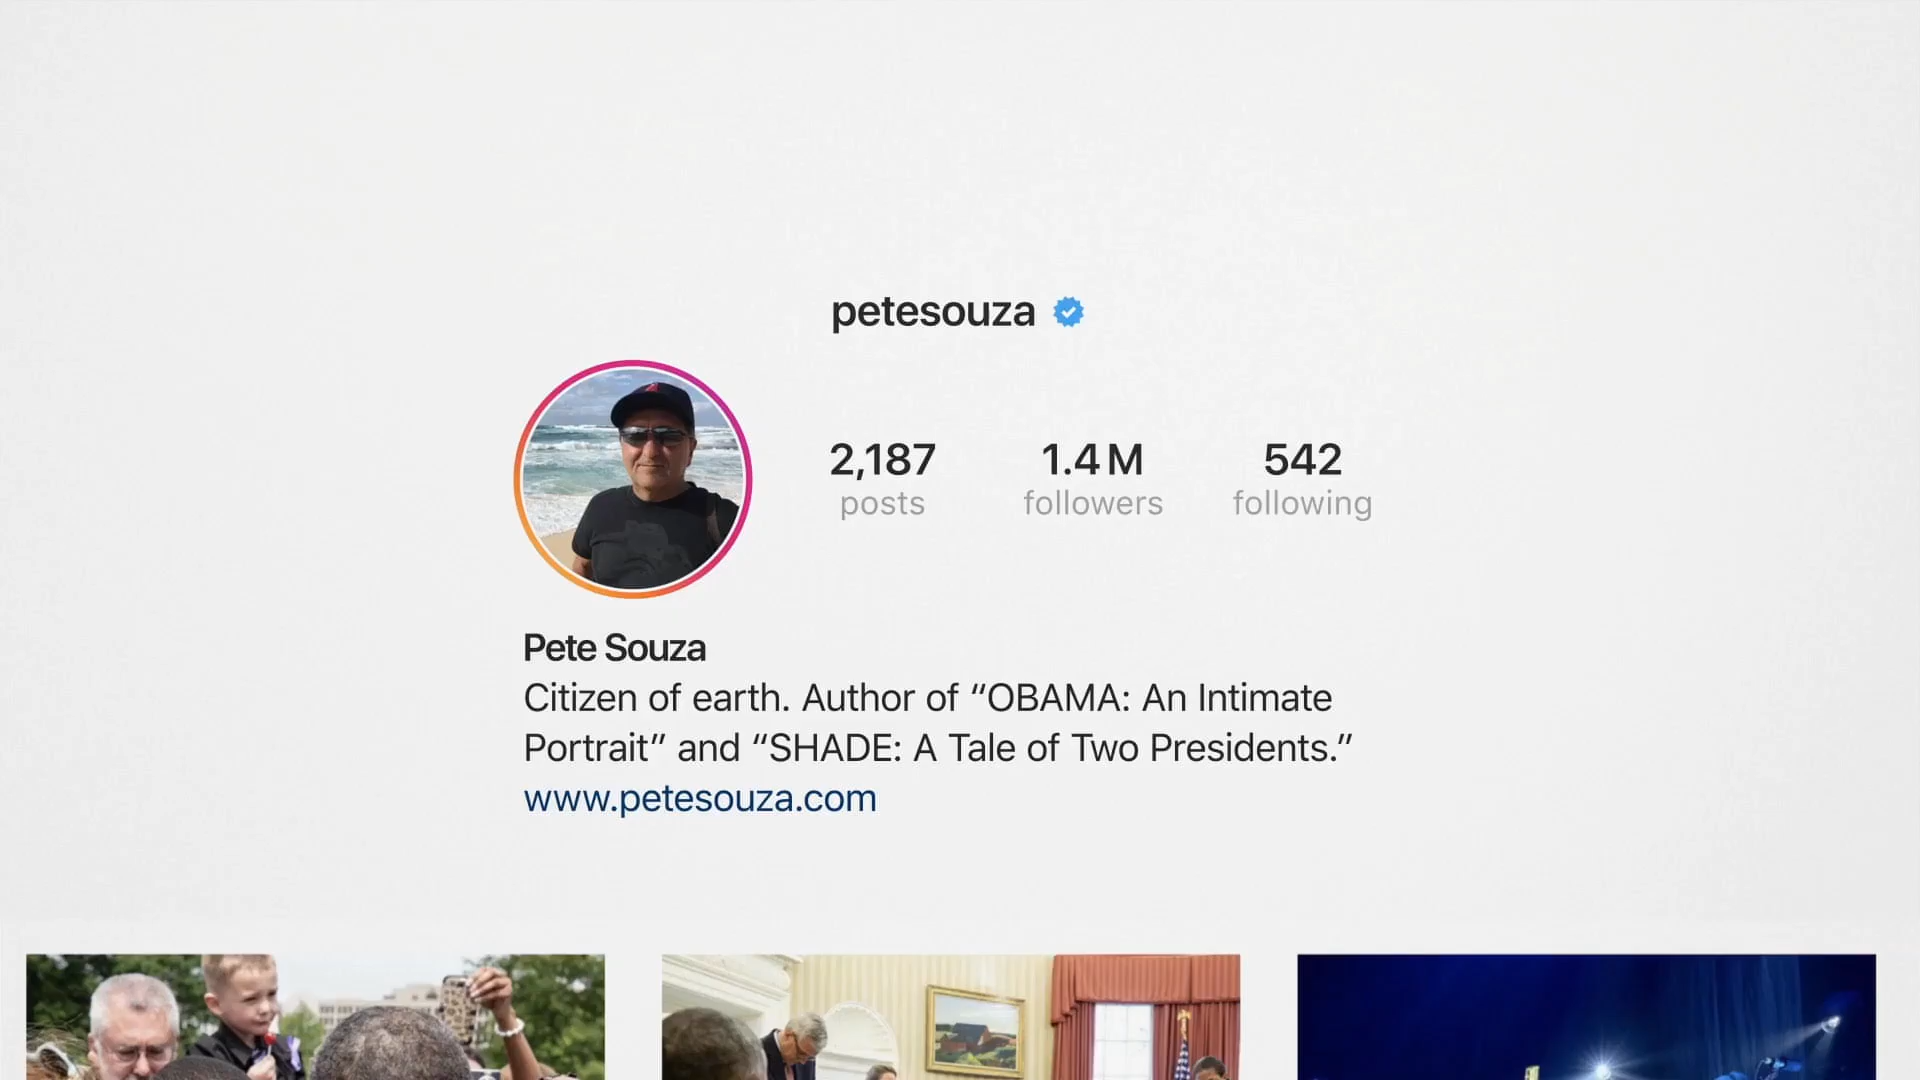 petesouza
2,187 1.4M 542
posts followers following
Pete Souza
Citizen of earth. Author of “OBAMA: An Intimate
Portrait” and “SHADE: A Tale of Two Presidents.”
www.petesouza.com